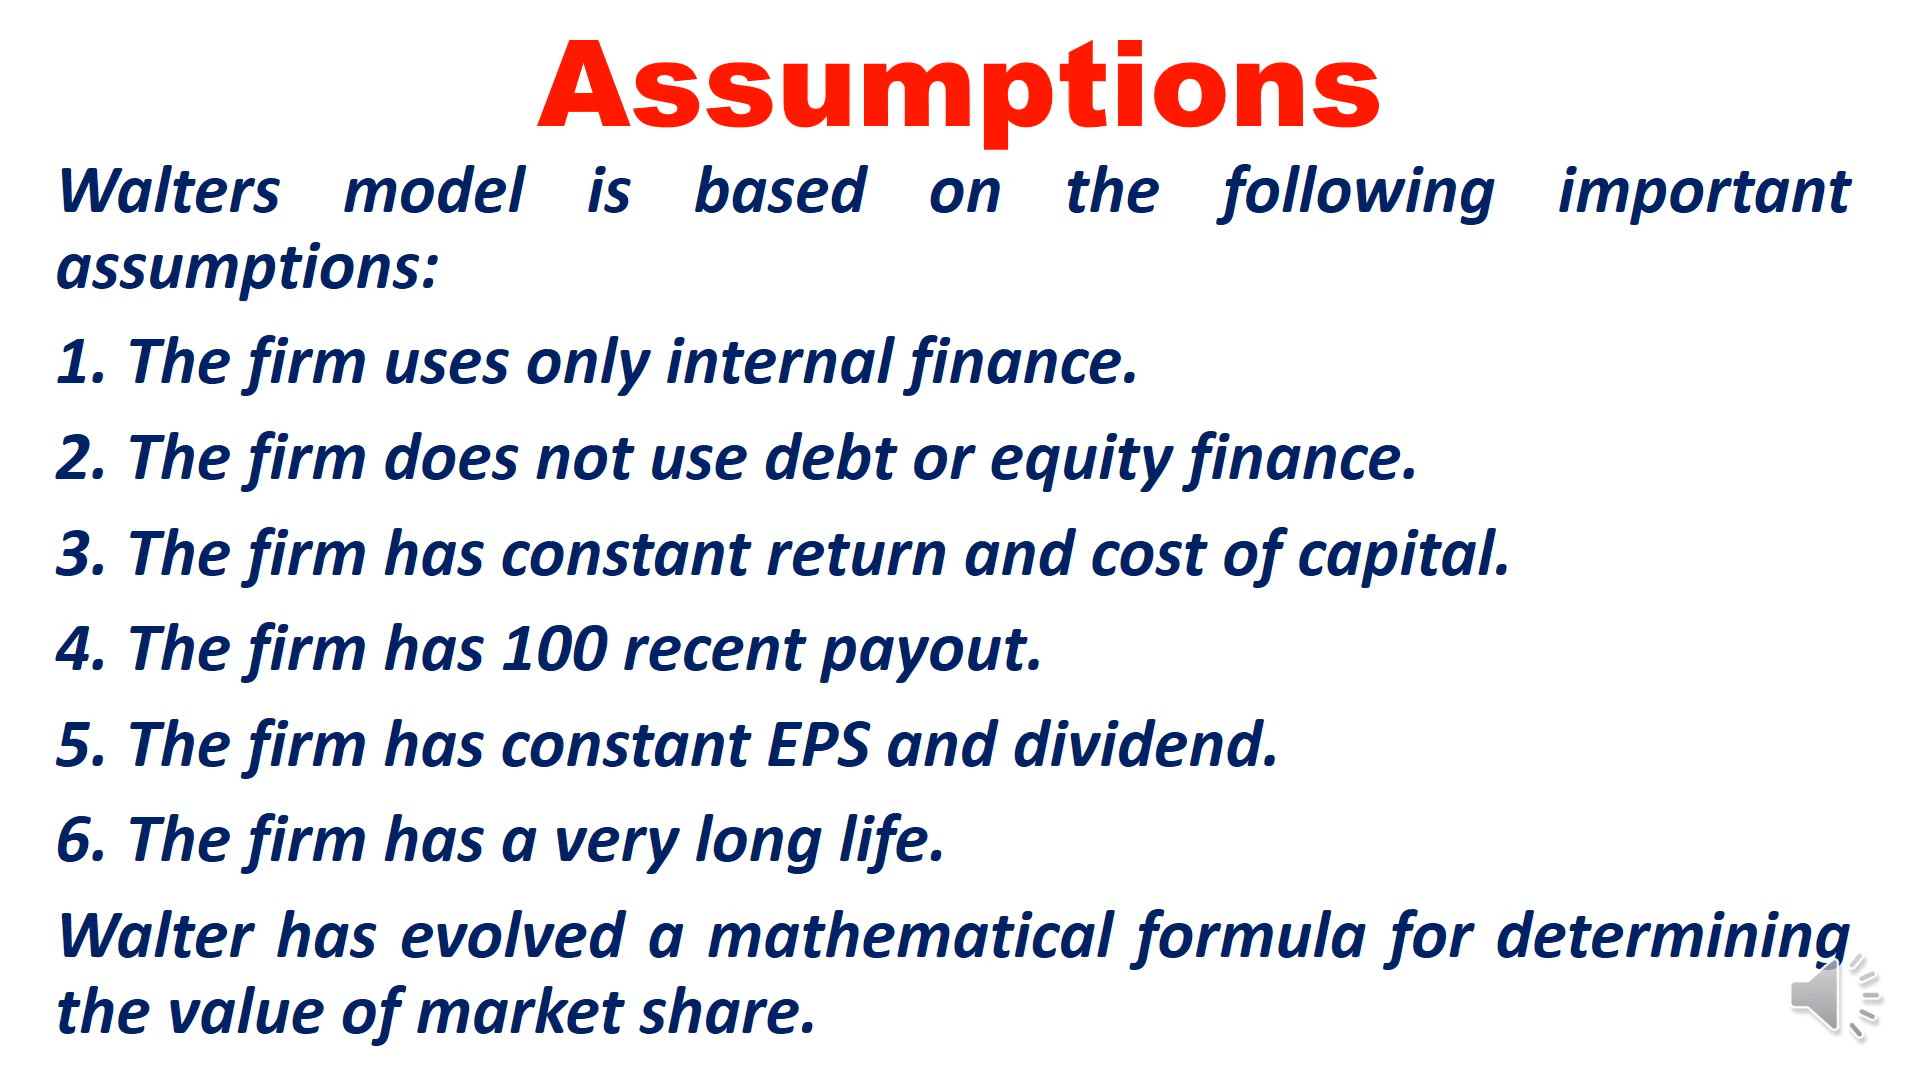 Assumptions
Walters model is based on the following important
assumptions:
1. The firm uses only internal finance.
2. The firm does not use debt or equity finance.
3. The firm has constant return and cost of capital.
4. The firm has 100 recent payout.
5. The firm has constant EPS and dividend.
6. The firm has a very long life.
Walter has evolved a mathematical formula for determining
the value of market share.